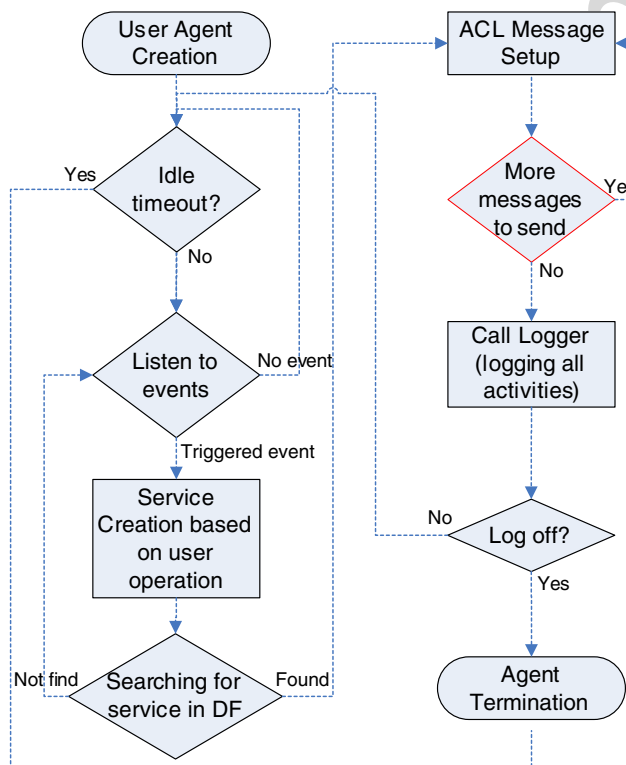 User Agent
Creation
Yes
Idle
timeout?
No
Listen to
events
No event
Triggered event
Service
Creation based
on user
operation
Not find
Searching for
service in DF
Found
ACL Message
Setup
More
messages
to send
Ye
No
Call Logger
(logging all
activities)
No
Log off?
Yes
Agent
Termination